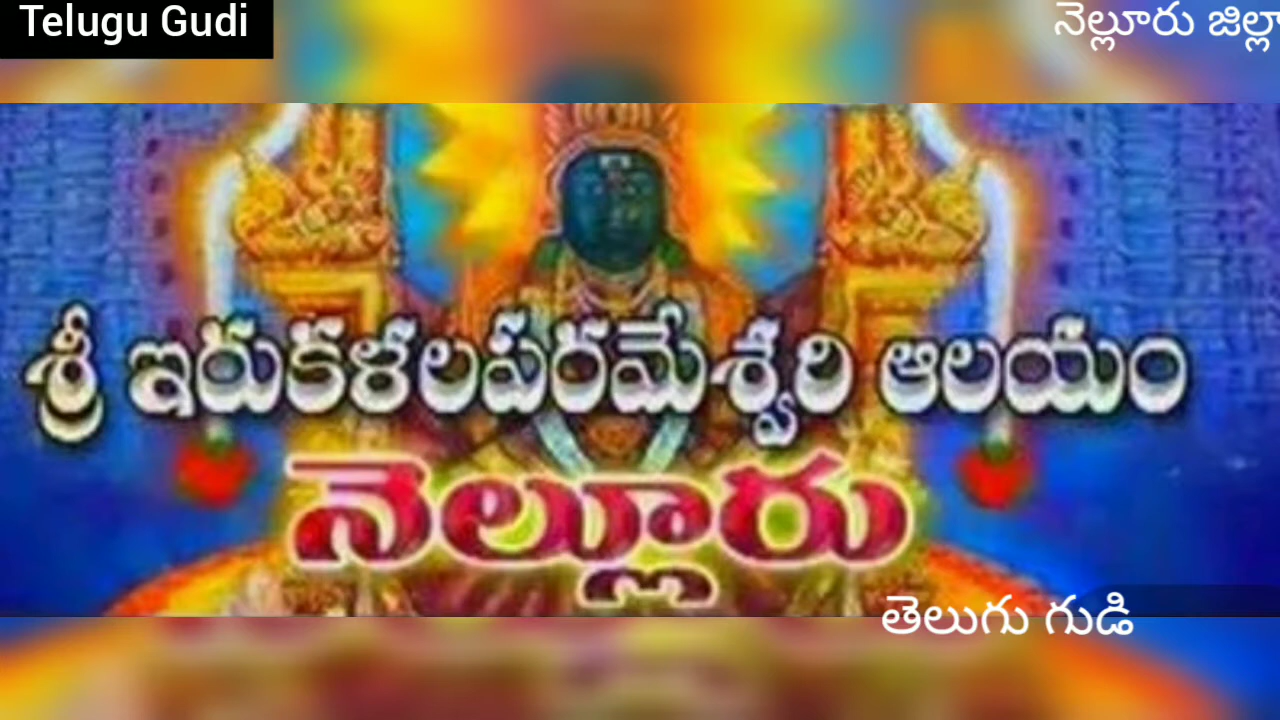 Telugu Gudi
నెల్లూరు జిల్లా
శ్రీ ఇరుకళలపరమేశ్వరి ఆలయం
నెల్లూరు
తెలుగు గుడి